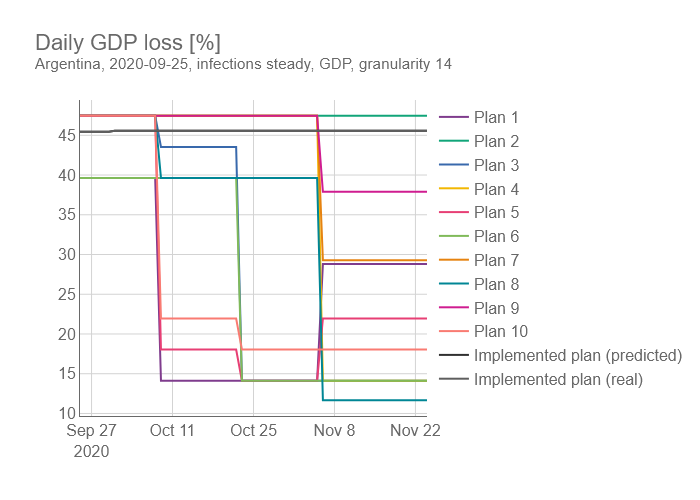 Daily GDP loss [%]
Argentina, 2020-09-25, infections steady, GDP, granularity 14
45
40
35
30
25
20
15
10
Sep 27
2020
Oct 11
Oct 25
Nov 8
Nov 22
Plan 1
Plan 2
Plan 3
Plan 4
Plan 5
Plan 6
Plan 7
Plan 8
Plan 9
Plan 10
Implemented plan (predicted)
Implemented plan (real)